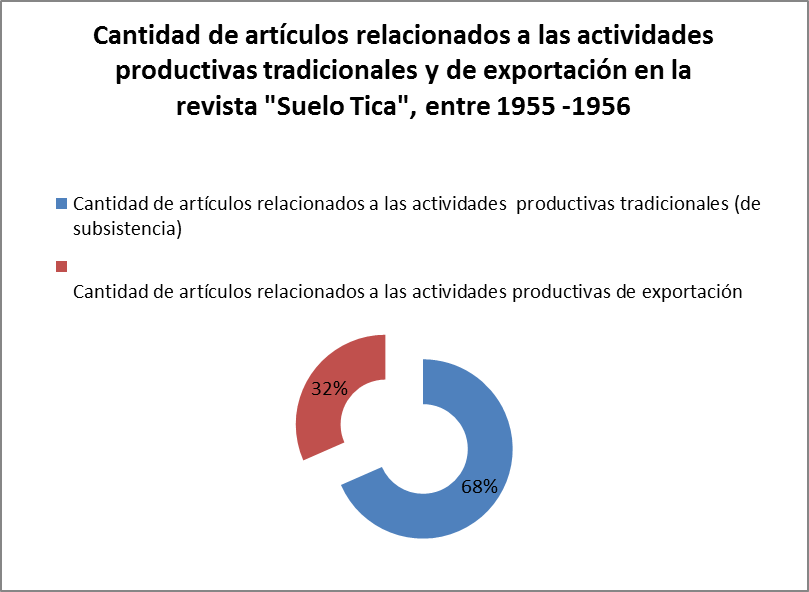 Cantidad de artículos relacionados a las actividades
productivas tradicionales y de exportación en la
revista "Suelo Tica", entre 1955 -1956
Cantidad de artículos relacionados a las actividades  productivas tradicionales (de
subsistencia)
Cantidad de artículos relacionados a las actividades productivas de exportación
32%
68%